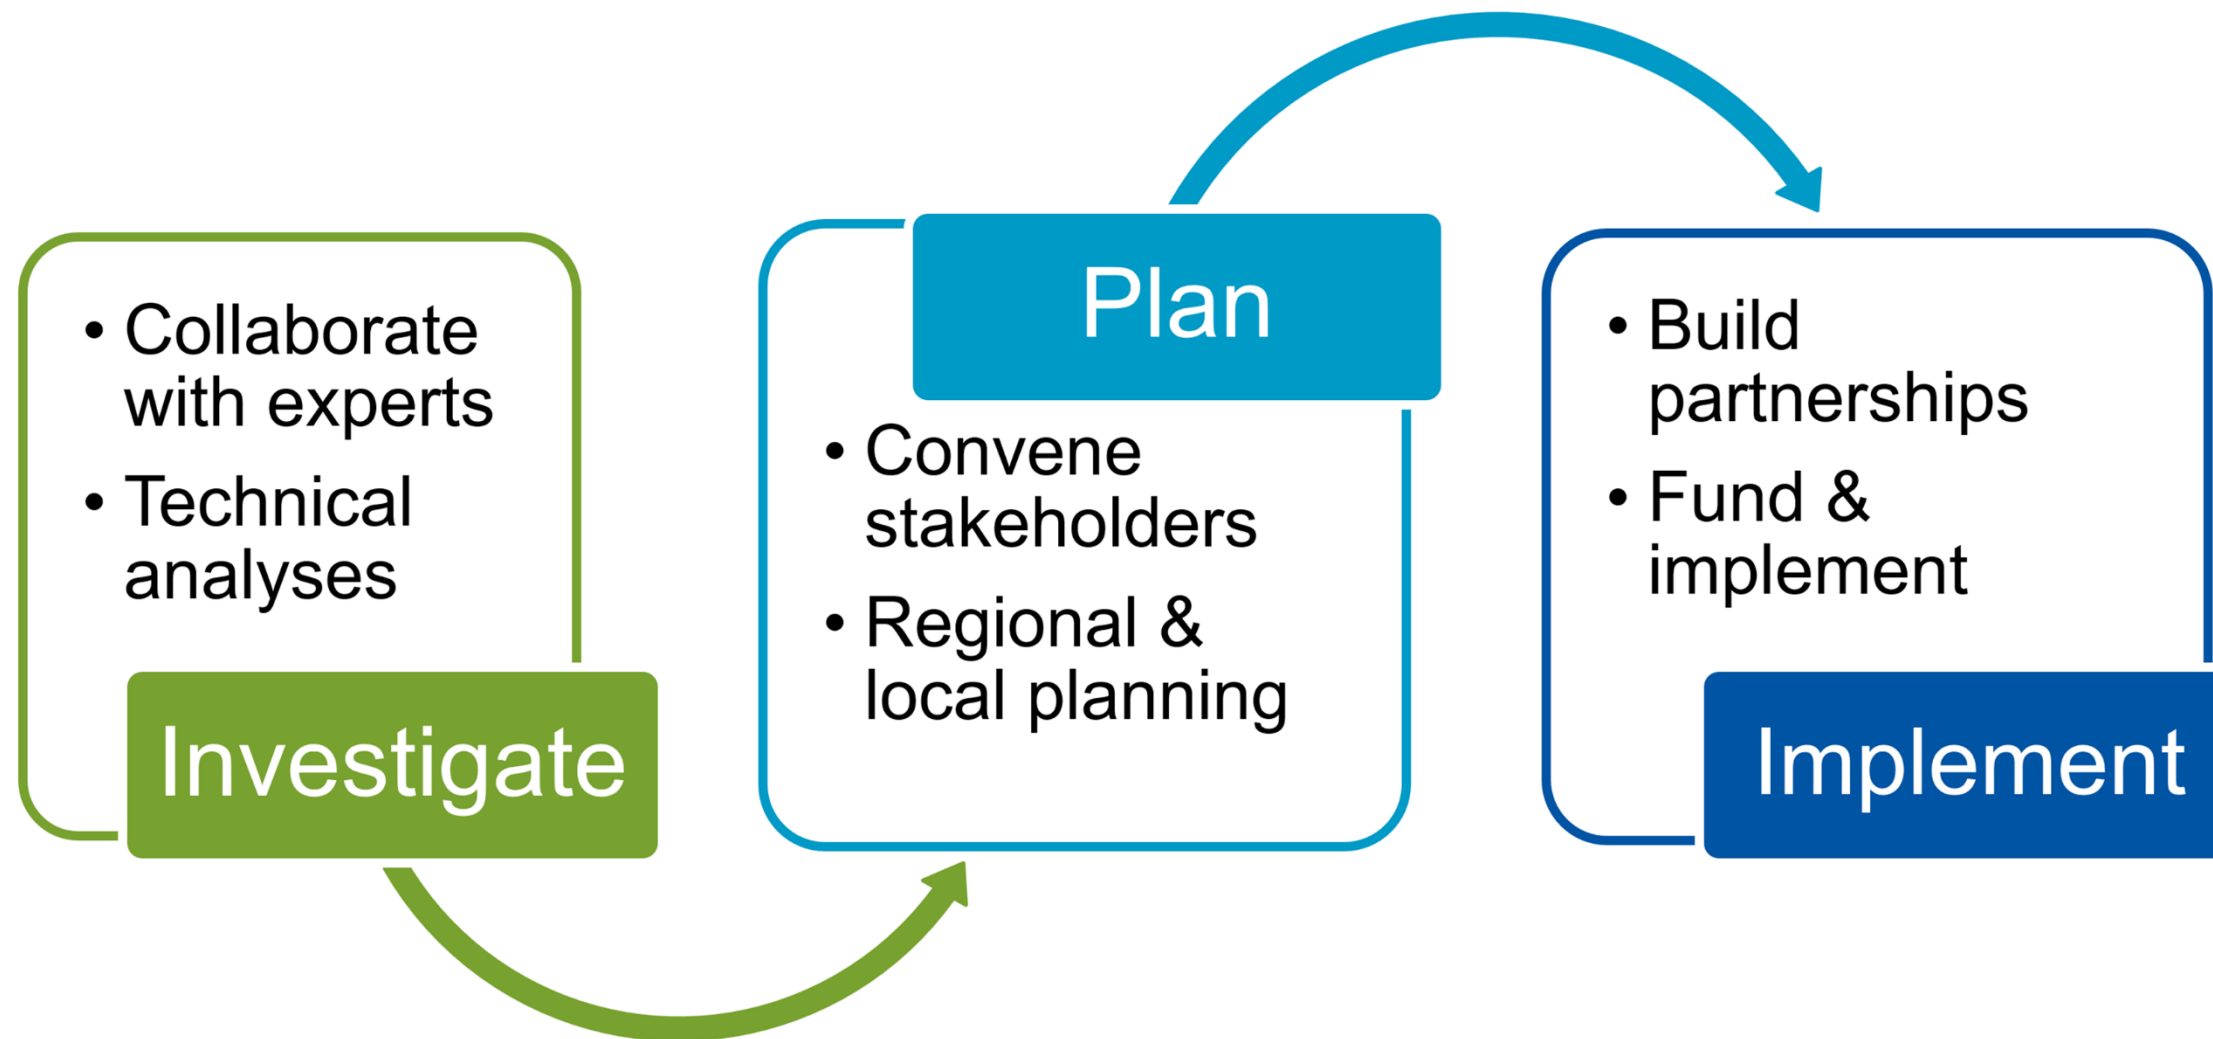 • Collaborate
with experts
• Technical
analyses
Investigate
Plan
• Convene
stakeholders
• Regional &
local planning
• Build
partnerships
• Fund &
implement
Implement